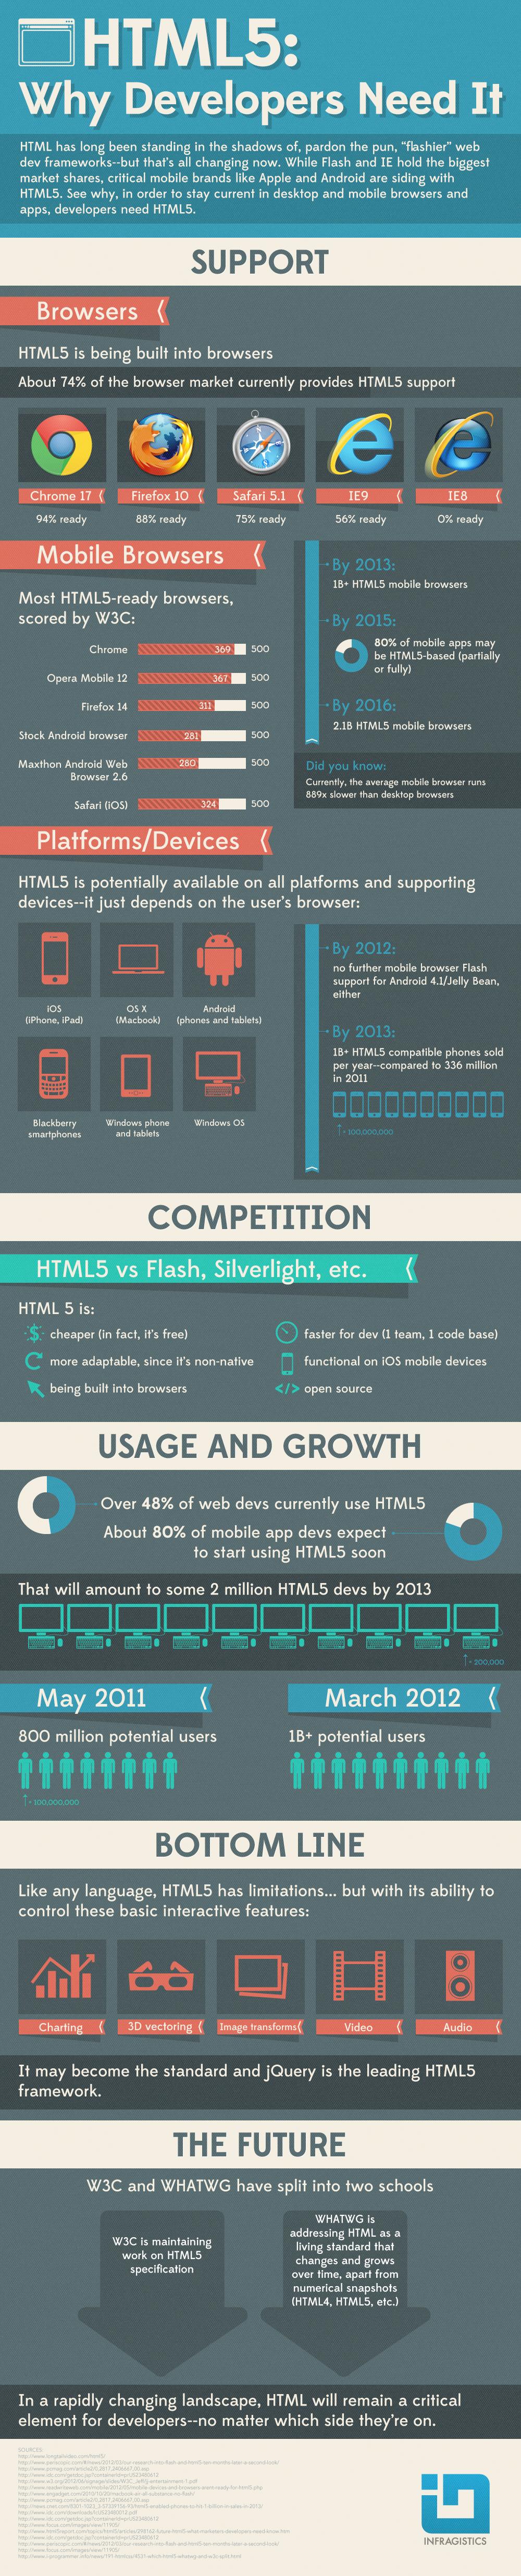 HTML5:
Why Developers Need It
HTML has long been standing in the shadows of, pardon the pun, “flashier” web
dev frameworks--but that's all changing now. While Flash and IE hold the biggest
market shares, critical mobile brands like Apple and Android are siding with
HTML5. See why, in order to stay current in desktop and mobile browsers and
apps, developers need HTML5.
SUPPORT
Browsers
HTML5 is being built into browsers
About 74% of the browser market currently provides HTML5 support
Chrome 17
Firefox 10
Safari 5.1
IE9
IE8
94% ready
88% ready
75% ready
56% ready
0% ready
Mobile Browsers
Most HTML5-ready browsers,
scored by W3C:
Chrome 369 500
Opera Mobile 12 367 500
Firefox 14 311 500
Stock Android browser 281 500
Maxthon Android Web 280 500
Browser 2.6
Safari (iOS) 324 500
By 2013:
1B+ HTML5 mobile browsers
By 2015:
80% of mobile apps may
be HTML5-based (partially
or fully)
By 2016:
2.1B HTML5 mobile browsers
Did you know:
Currently, the average mobile browser runs
889x slower than desktop browsers
Platforms/Devices
HTML5 is potentially available on all platforms and supporting
devices--it just depends on the user's browser:
iOS
(iPhone, iPad)
OS X
(Macbook)
Android
(phones and tablets)
Blackberry
smartphones
Windows phone
and tablets
Windows OS
By 2012:
no further mobile browser Flash
support for Android 4.1/Jelly Bean,
either
By 2013:
1B+ HTML5 compatible phones sold
per year--compared to 336 million
in 2011
= 100,000,000
COMPETITION
HTML5 vs Flash, Silverlight, etc.
HTML 5 is:
$ cheaper (in fact, it's free)
more adaptable, since it's non-native
being built into browsers
faster for dev (1 team, 1 code base)
functional on iOS mobile devices
</> open source
USAGE AND GROWTH
Over 48% of web devs currently use HTML5
About 80% of mobile app devs expect
to start using HTML5 soon
That will amount to some 2 million HTML5 devs by 2013
= 200,000
May 2011
800 million potential users
= 100,000,000
March 2012
1B+ potential users
BOTTOM LINE
Like any language, HTML5 has limitations... but with its ability to
control these basic interactive features:
Charting
3D vectoring
Image transforms
Video
Audio
It may become the standard and jQuery is the leading HTML5
framework.
THE FUTURE
W3C and WHATWG have split into two schools
W3C is maintaining
work on HTML5
specification
WHATWG is
addressing HTML as a
living standard that
changes and grows
over time, apart from
numerical snapshots
(HTML4, HTML5, etc.)
In a rapidly changing landscape, HTML will remain a critical
element for developers--no matter which side they're on.
SOURCES:
http://www.longtailvideo.com/html5/
INFRAGISTICS